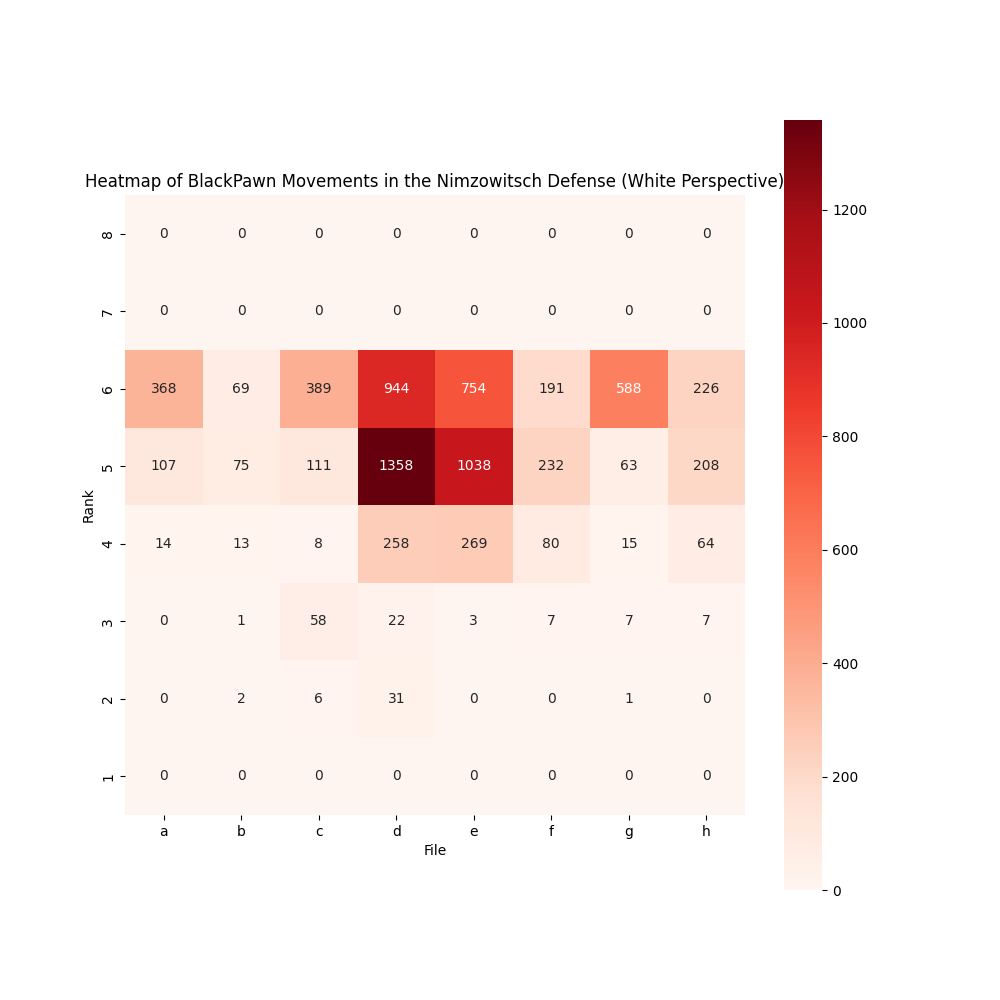 Heatmap of BlackPawn Movements in the Nimzowitsch Defense (White Perspective)
8 0 0 0 0 0 0 0 0
7 0 0 0 0 0 0 0 0
6 368 69 389 944 754 191 588 226
5 107 75 111 1358 1038 232 63 208
4 14 13 8 258 269 80 15 64
3 0 1 58 22 3 7 7 7
2 0 2 6 31 0 0 1 0
1 0 0 0 0 0 0 0 0
a b c d e f g h
File
Rank
1200
1000
800
600
400
200
0